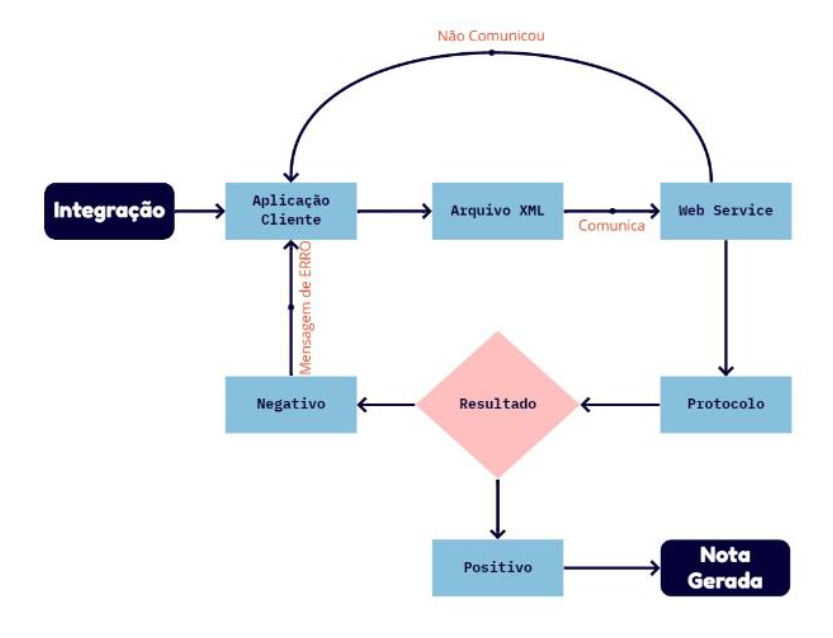 Não Comunicou
Integração
Aplicação
Cliente
Arquivo XML
Comunica
Web Service
Mensagem de ERRO
Negativo
Resultado
Protocolo
Positivo
Nota
Gerada